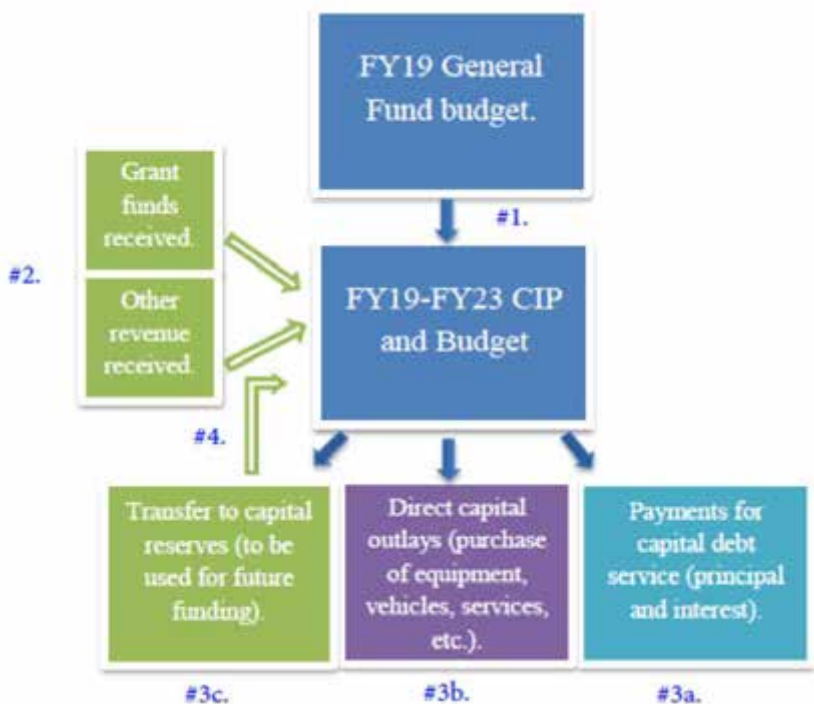 FY19 General
Fund budget.
#1.
Grant
funds
received.
#2.
Other
revenue
received.
FY19-FY23 CIP
and Budget
#4.
Transfer to capital
reserves (to be
used for future
funding).
Direct capital
outlays (purchase
of equipment,
vehicles, services,
etc.).
Payments for
capital debt
service (principal
and interest).
#3c.
#3b.
#3a.